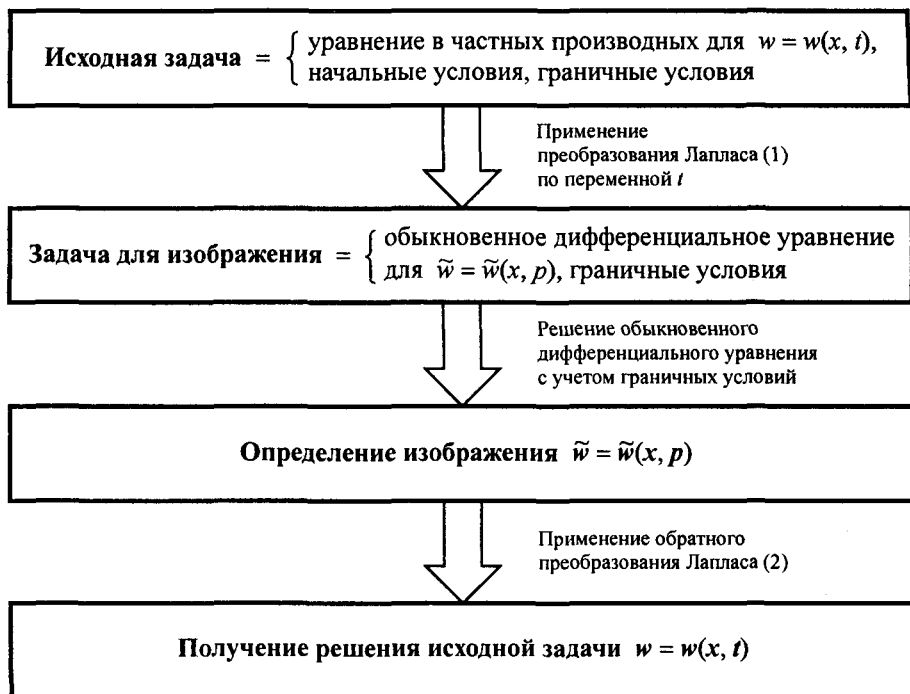 Исходная задача = { уравнение в частных производных для w = w(x, t),
начальные условия, граничные условия
Применение
преобразования Лапласа (1)
по переменной t
Задача для изображения = { обыкновенное дифференциальное уравнение
для w̃ = w̃(x, p), граничные условия
Решение обыкновенного
дифференциального уравнения
с учетом граничных условий
Определение изображения w̃ = w̃(x, p)
Применение обратного
преобразования Лапласа (2)
Получение решения исходной задачи w = w(x, t)